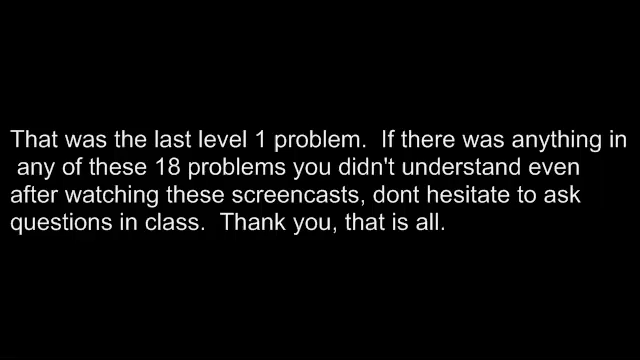 That was the last level 1 problem.  If there was anything in
any of these 18 problems you didn't understand even
after watching these screencasts, dont hesitate to ask
questions in class.  Thank you, that is all.